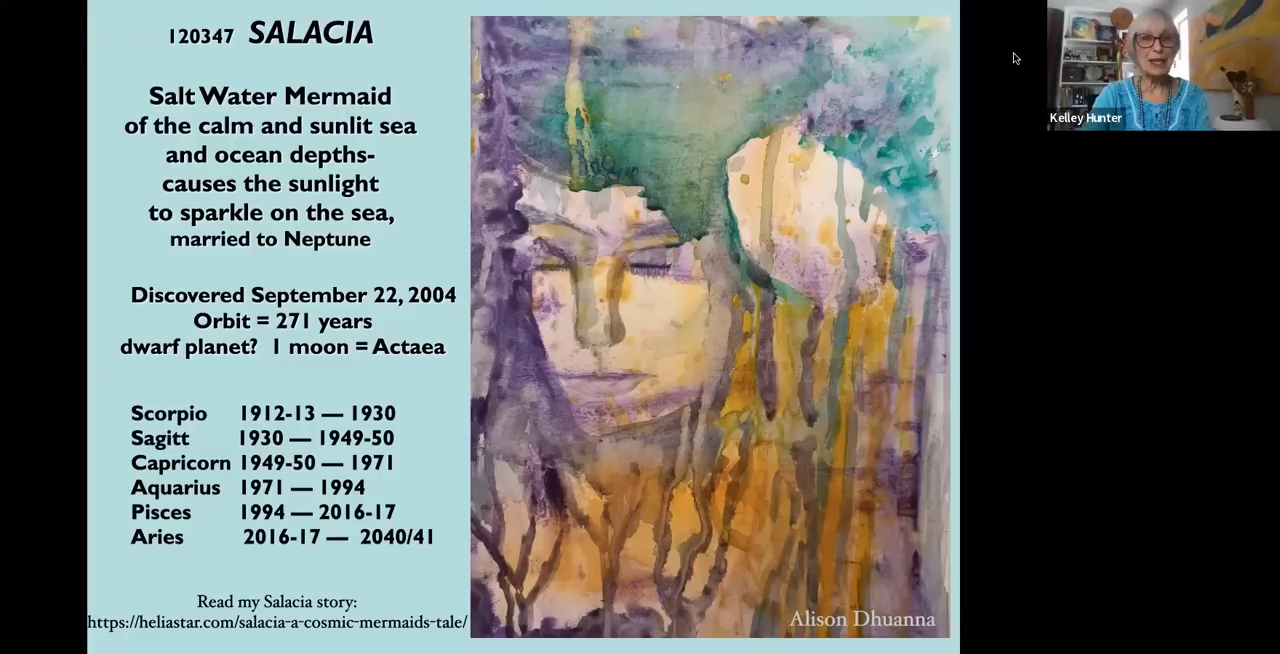 120347 SALACIA
Salt Water Mermaid
of the calm and sunlit sea
and ocean depths-
causes the sunlight
to sparkle on the sea,
married to Neptune
Discovered September 22, 2004
Orbit = 271 years
dwarf planet? 1 moon = Actaea
Scorpio 1912-13 — 1930
Sagitt 1930 — 1949-50
Capricorn 1949-50 — 1971
Aquarius 1971 — 1994
Pisces 1994 — 2016-17
Aries 2016-17 — 2040/41
Read my Salacia story:
https://heliastar.com/salacia-a-cosmic-mermaids-tale/
Alison Dhuanna
Kelley Hunter